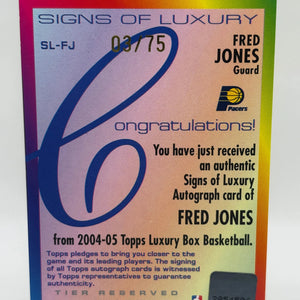 SIGNS OF LUXURY
SL-FJ
03/75
FRED
JONES
Guard
Pacers
Congratulations!
You have just received
an authentic
Signs of Luxury
Autograph card of
FRED JONES
from 2004-05 Topps Luxury Box Basketball.
Topps pledges to bring you closer to the
game and its leading players. The signing
of all Topps autograph cards is witnessed
by Topps representatives to guarantee
authenticity.
TIER RESERVED